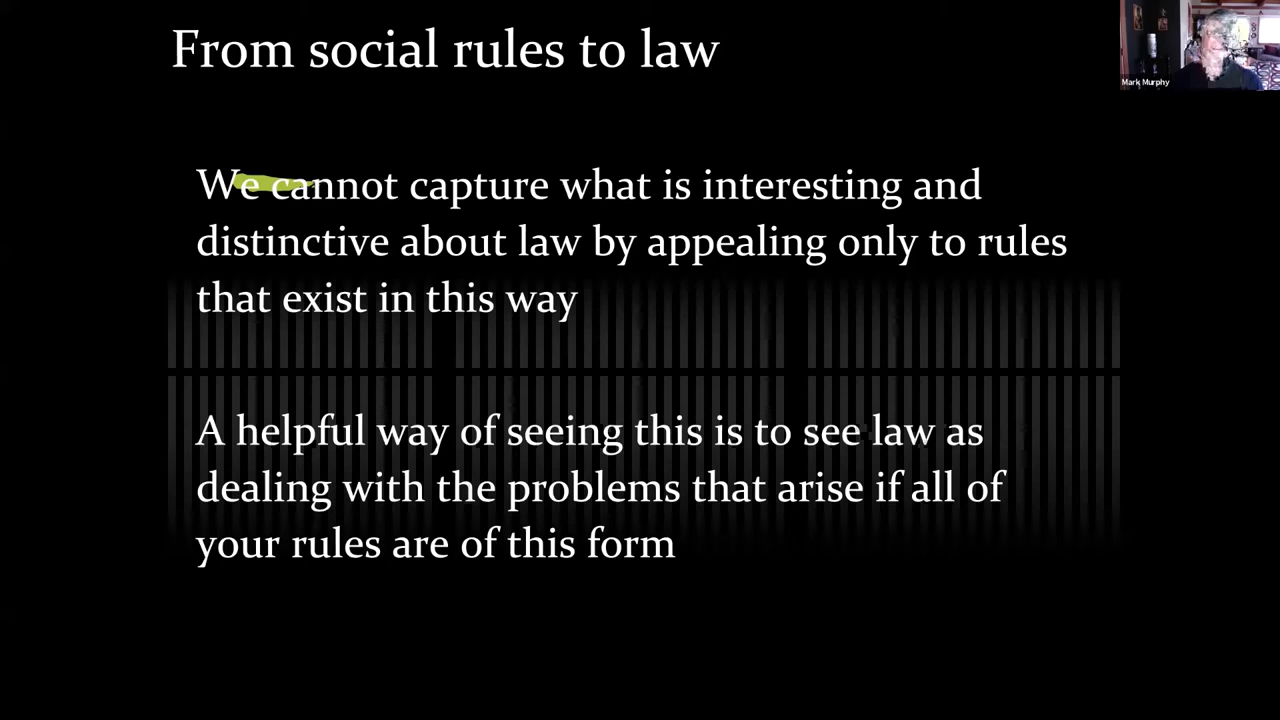 From social rules to law
Mark Murphy
We cannot capture what is interesting and
distinctive about law by appealing only to rules
that exist in this way
A helpful way of seeing this is to see law as
dealing with the problems that arise if all of
your rules are of this form